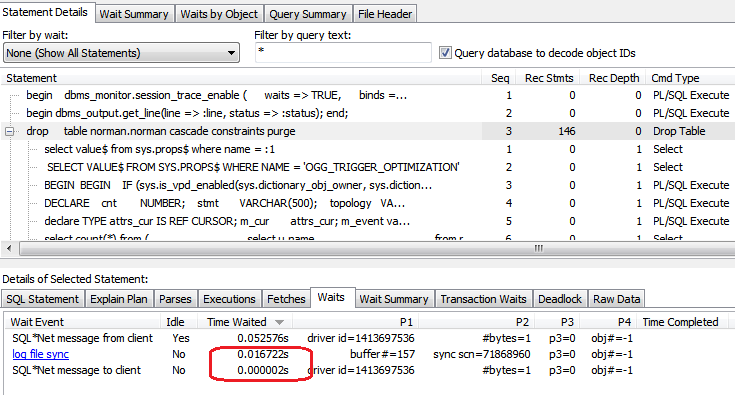 Statement Details Wait Summary Waits by Object Query Summary File Header
Filter by wait: Filter by query text:
None (Show All Statements) * Query database to decode object IDs
Statement Seq Rec Stmts Rec Depth Cmd Type
begin dbms_monitor.session_trace_enable ( waits => TRUE, binds =... 1 0 0 PL/SQL Execute
begin dbms_output.get_line(line => :line, status => :status); end; 2 0 0 PL/SQL Execute
drop table norman.norman cascade constraints purge 3 146 0 Drop Table
select value$ from sys.props$ where name = :1 1 0 1 Select
SELECT VALUE$ FROM SYS.PROPS$ WHERE NAME = 'OGG_TRIGGER_OPTIMIZATION' 2 0 1 Select
BEGIN BEGIN IF (sys.is_vpd_enabled(sys.dictionary_obj_owner, sys.diction... 3 0 1 PL/SQL Execute
DECLARE cnt NUMBER; stmt VARCHAR(500); topology VA... 4 0 1 PL/SQL Execute
declare TYPE attrs_cur IS REF CURSOR; m_cur attrs_cur; m_event va... 5 0 1 PL/SQL Execute
select count(*) from ( select u.name from r 6 0 1 Select
Details of Selected Statement:
SQL Statement Explain Plan Parses Executions Fetches Waits Wait Summary Transaction Waits Deadlock Raw Data
Wait Event Idle Time Waited P1 P2 P3 P4 Time Completed
SQL*Net message from client Yes 0.052576s driver id=1413697536 #bytes=1 p3=0 obj#=-1
log file sync No 0.016722s buffer#=157 sync scn=71868960 p3=0 obj#=-1
SQL*Net message to client No 0.000002s driver id=1413697536 #bytes=1 p3=0 obj#=-1